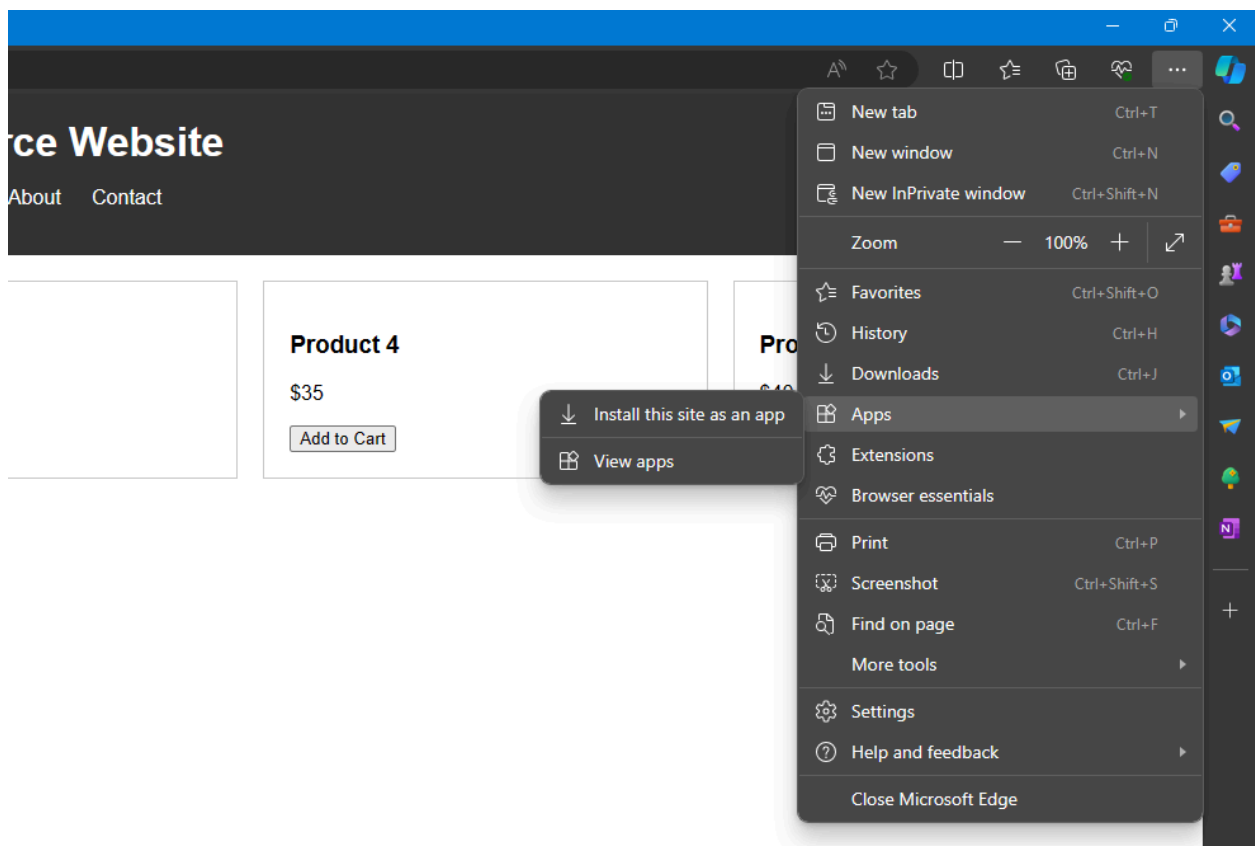 rce Website
About Contact
Product 4
$35
Add to Cart
Pro
New tab Ctrl+T
New window Ctrl+N
New InPrivate window Ctrl+Shift+N
Zoom — 100% +
Favorites Ctrl+Shift+O
History Ctrl+H
Downloads Ctrl+J
Apps
Install this site as an app
View apps
Extensions
Browser essentials
Print Ctrl+P
Screenshot Ctrl+Shift+S
Find on page Ctrl+F
More tools
Settings
Help and feedback
Close Microsoft Edge